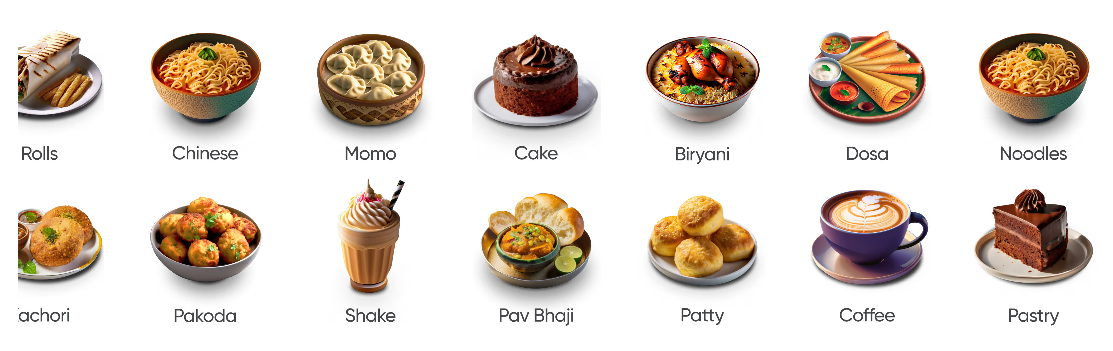 Rolls Chinese Momo Cake Biryani Dosa Noodles
achori Pakoda Shake Pav Bhaji Patty Coffee Pastry